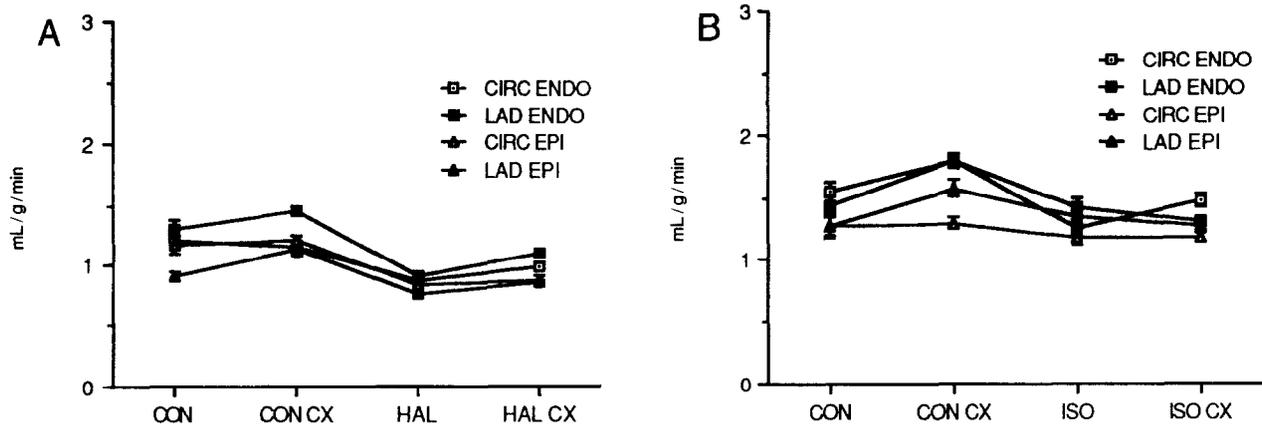 A
3
2
1
0
mL/g/min
CIRC ENDO
LAD ENDO
CIRC EPI
LAD EPI
CON
CON CX
HAL
HAL CX
B
3
2
1
0
mL/g/min
CIRC ENDO
LAD ENDO
CIRC EPI
LAD EPI
CON
CON CX
ISO
ISO CX